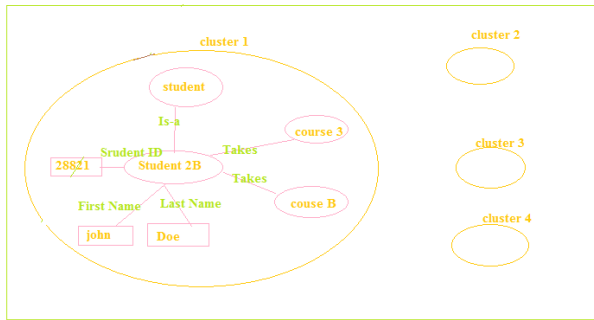 cluster 1
cluster 2
student
Is-a
course 3
Takes
Srudent ID
28821
Student 2B
Takes
cluster 3
First Name
Last Name
couse B
john
Doe
cluster 4